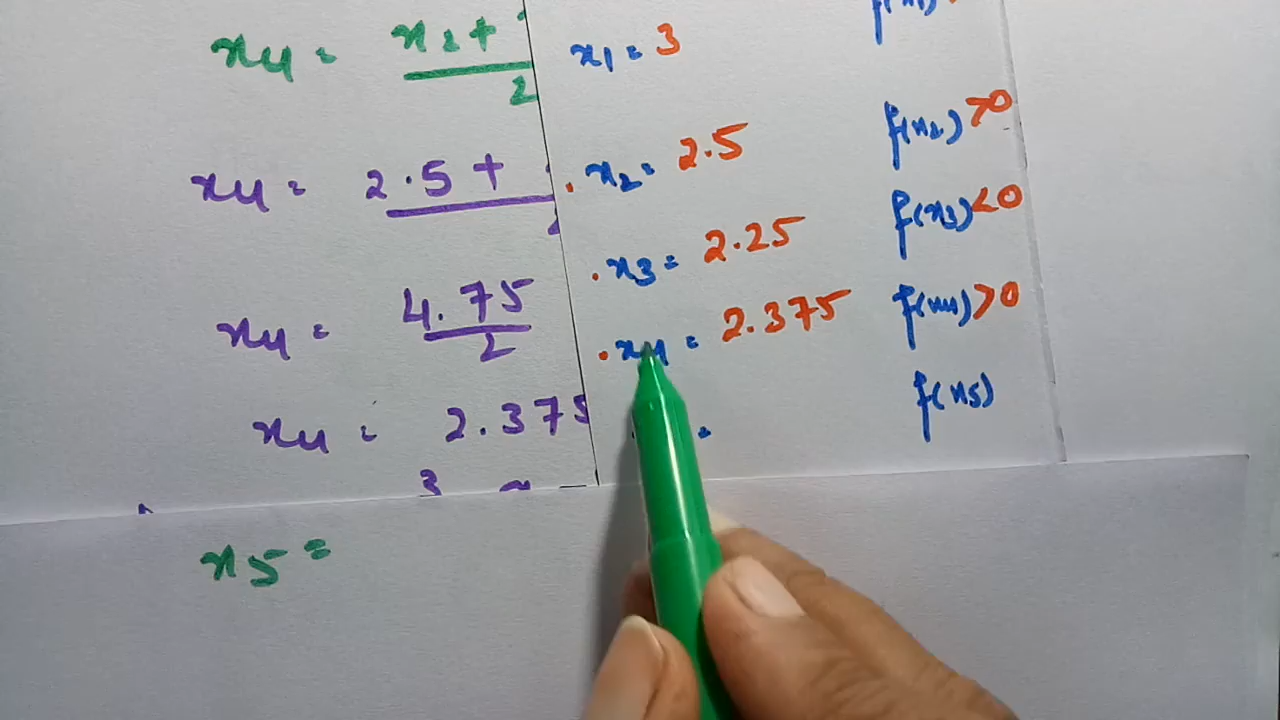 x4 = x2 +
2
x4 = 2.5 +
x4 = 4.75
2
x4 = 2.375
3
x5 =
x1 = 3
x2 = 2.5 f(x2) >0
. x3 = 2.25 f(x3) <0
. x4 = 2.375 f(x4) >0
= f(x5)